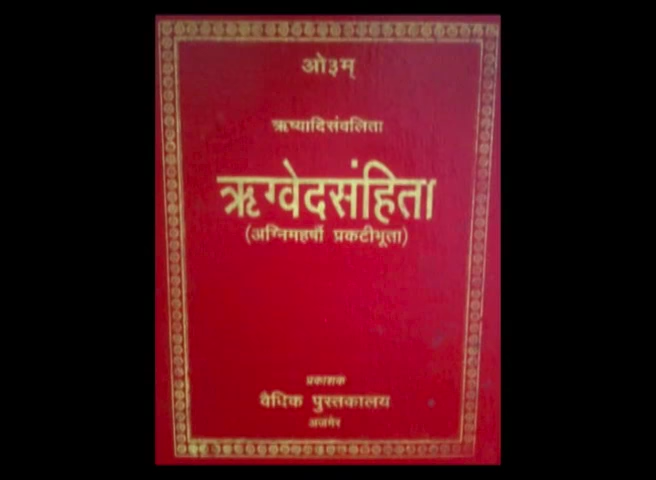 ओ३म्
ऋष्यादिसंवलिता
ऋग्वेदसंहिता
(अग्निमहर्षौ प्रकटीभूता)
प्रकाशक
वैदिक पुस्तकालय
अजमेर